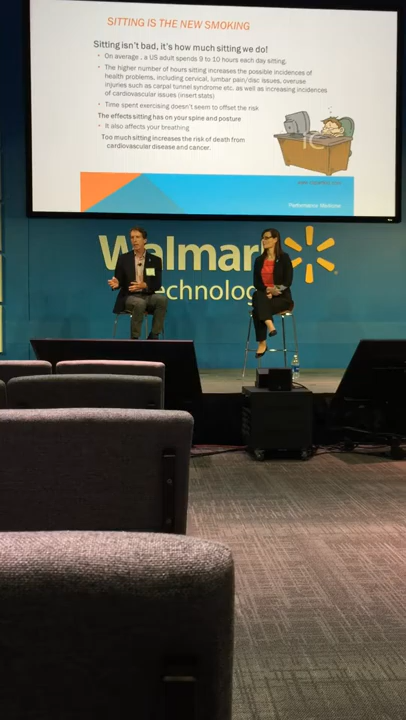 SITTING IS THE NEW SMOKING
Sitting isn't bad, it's how much sitting we do!
• On average , a US adult spends 9 to 10 hours each day sitting.
• The higher number of hours sitting increases the possible incidences of
health problems, including cervical, lumbar pain/disc issues, overuse
injuries such as carpal tunnel syndrome etc. as well as increasing incidences
of cardiovascular issues (insert stats)
• Time spent exercising doesn't seem to offset the risk
The effects sitting has on your spine and posture
• It also affects your breathing
Too much sitting increases the risk of death from
cardiovascular disease and cancer.
Performance Medicine
Walmar
echnolog